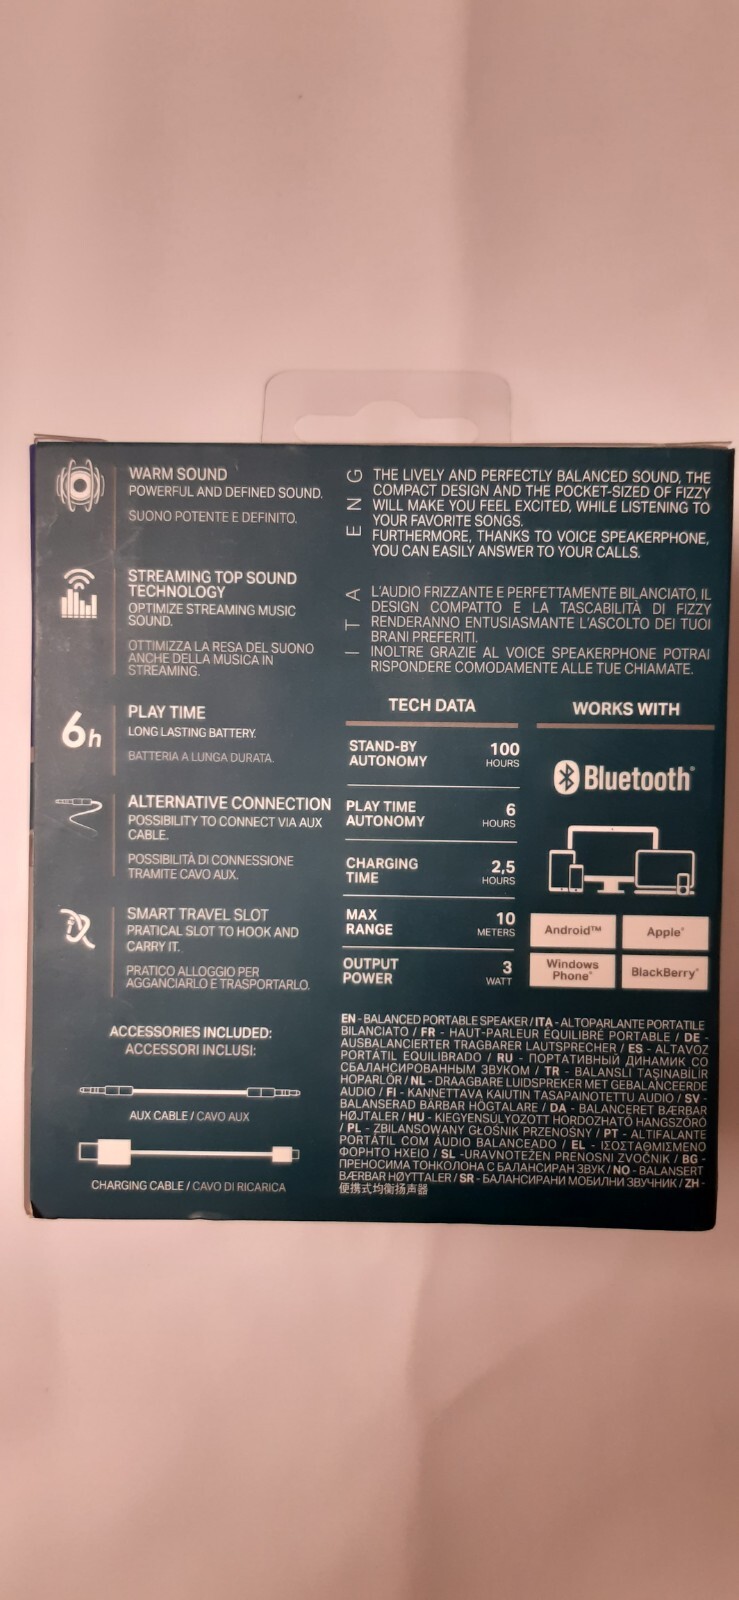 WARM SOUND
POWERFUL AND DEFINED SOUND.
SUONO POTENTE E DEFINITO.
STREAMING TOP SOUND
TECHNOLOGY
OPTIMIZE STREAMING MUSIC
SOUND.
OTTIMIZZA LA RESA DEL SUONO
ANCHE DELLA MUSICA IN
STREAMING.
6h
PLAY TIME
LONG LASTING BATTERY.
BATTERIA A LUNGA DURATA.
ALTERNATIVE CONNECTION
POSSIBILITY TO CONNECT VIA AUX
CABLE.
POSSIBILITÀ DI CONNESSIONE
TRAMITE CAVO AUX.
SMART TRAVEL SLOT
PRATICAL SLOT TO HOOK AND
CARRY IT.
PRATICO ALLOGGIO PER
AGGANCIARLO E TRASPORTARLO.
ACCESSORIES INCLUDED:
ACCESSORI INCLUSI:
AUX CABLE / CAVO AUX
CHARGING CABLE / CAVO DI RICARICA
ENG
THE LIVELY AND PERFECTLY BALANCED SOUND, THE
COMPACT DESIGN AND THE POCKET-SIZED OF FIZZY
WILL MAKE YOU FEEL EXCITED, WHILE LISTENING TO
YOUR FAVORITE SONGS.
FURTHERMORE, THANKS TO VOICE SPEAKERPHONE,
YOU CAN EASILY ANSWER TO YOUR CALLS.
ITA
L'AUDIO FRIZZANTE E PERFETTAMENTE BILANCIATO, IL
DESIGN COMPATTO E LA TASCABILITÀ DI FIZZY
RENDERANNO ENTUSIASMANTE L'ASCOLTO DEI TUOI
BRANI PREFERITI.
INOLTRE GRAZIE AL VOICE SPEAKERPHONE POTRAI
RISPONDERE COMODAMENTE ALLE TUE CHIAMATE.
TECH DATA
STAND-BY 100
AUTONOMY HOURS
PLAY TIME 6
AUTONOMY HOURS
CHARGING 2,5
TIME HOURS
MAX 10
RANGE METERS
OUTPUT 3
POWER WATT
WORKS WITH
Bluetooth®
Android™ Apple®
Windows
Phone® BlackBerry®
EN - BALANCED PORTABLE SPEAKER / ITA - ALTOPARLANTE PORTATILE
BILANCIATO / FR - HAUT-PARLEUR ÉQUILIBRÉ PORTABLE / DE -
AUSBALANCIERTER TRAGBARER LAUTSPRECHER / ES - ALTAVOZ
PORTÁTIL EQUILIBRADO / RU - ПОРТАТИВНЫЙ ДИНАМИК СО
СБАЛАНСИРОВАННЫМ ЗВУКОМ / TR - BALANSLI TAŞINABİLİR
HOPARLÖR / NL - DRAAGBARE LUIDSPREKER MET GEBALANCEERDE
AUDIO / FI - KANNETTAVA KAIUTIN TASAPAINOTETTU AUDIO / SV -
BALANSERAD BÄRBAR HÖGTALARE / DA - BALANCERET BÆRBAR
HØJTALER / HU - KIEGYENSÚLYOZOTT HORDOZHATÓ HANGSZÓRÓ
/ PL - ZBILANSOWANY GŁOŚNIK PRZENOŚNY / PT - ALTIFALANTE
PORTÁTIL COM ÁUDIO BALANCEADO / EL - ΙΣΟΣΤΑΘΜΙΣΜΕΝΟ
ΦΟΡΗΤΟ ΗΧΕΙΟ / SL -URAVNOTEŽEN PRENOSNI ZVOČNIK / BG -
ПРЕНОСИМА ТОНКОЛОНА С БАЛАНСИРАН ЗВУК / NO - BALANSERT
BÆRBAR HØYTTALER / SR - БАЛАНСИРАНИ МОБИЛНИ ЗВУЧНИК / ZH -
便携式均衡扬声器